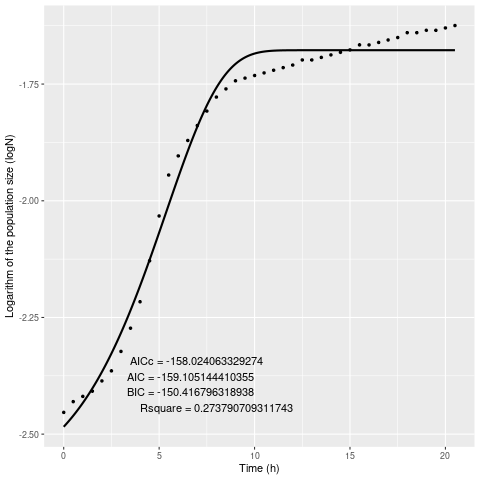 Logarithm of the population size (logN)
-1.75
-2.00
-2.25
-2.50
AICc = -158.024063329274
AIC = -159.105144410355
BIC = -150.416796318938
Rsquare = 0.273790709311743
0 5 10 15 20
Time (h)